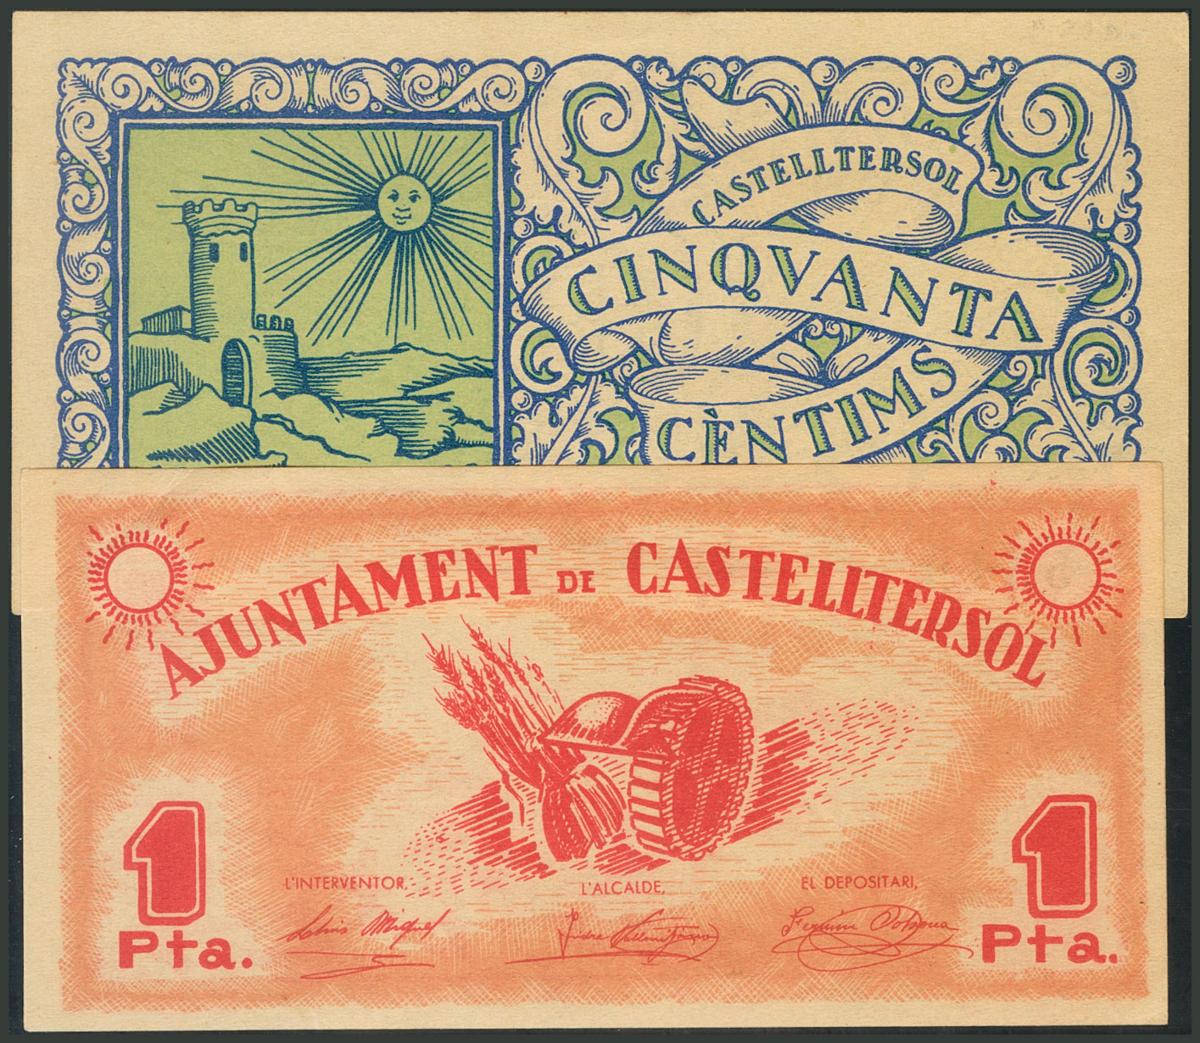 CASTELLTERSOL
CINQVANTA
CÈNTIMS
AJUNTAMENT DE CASTELLTERSOL
1 1
L'INTERVENTOR, L'ALCALDE, EL DEPOSITARI,
Pta. Pta.